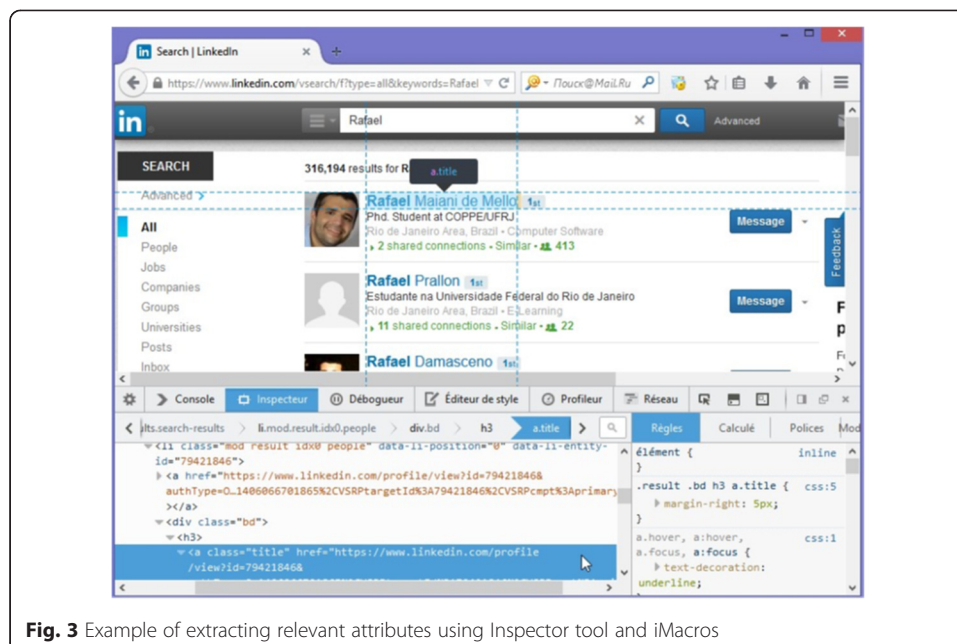 in Search | LinkedIn
https://www.linkedin.com/vsearch/f?type=all&keywords=Rafael
Поиск@Mail.Ru
in
Rafael
Advanced
SEARCH
316,194 results for R
a.title
Advanced >
Rafael Maiani de Mello 1st
Phd. Student at COPPE/UFRJ
Rio de Janeiro Area, Brazil • Computer Software
2 shared connections • Similar • 413
Message
All
People
Jobs
Companies
Groups
Universities
Posts
Inbox
Feedback
Rafael Prallon 1st
Estudante na Universidade Federal do Rio de Janeiro
Rio de Janeiro Area, Brazil • E-Learning
11 shared connections • Similar • 22
Message
F
p
Rafael Damasceno 1st
Console Inspecteur Débogueur Éditeur de style Profileur Réseau
lts.search-results li.mod.result.idx0.people div.bd h3 a.title
Règles Calculé Polices Mod
<li class="mod result idx0 people" data-li-position="0" data-li-entity-
id="79421846">
<a href="https://www.linkedin.com/profile/view?id=79421846&
authType=O…1406066701865%2CVSRPtargetId%3A79421846%2CVSRPcmpt%3Aprimary
></a>
<div class="bd">
<h3>
<a class="title" href="https://www.linkedin.com/profile
/view?id=79421846&
élément { inline
}
.result .bd h3 a.title { css:5
margin-right: 5px;
}
a.hover, a:hover, css:1
a.focus, a:focus {
text-decoration:
underline;
Fig. 3 Example of extracting relevant attributes using Inspector tool and iMacros